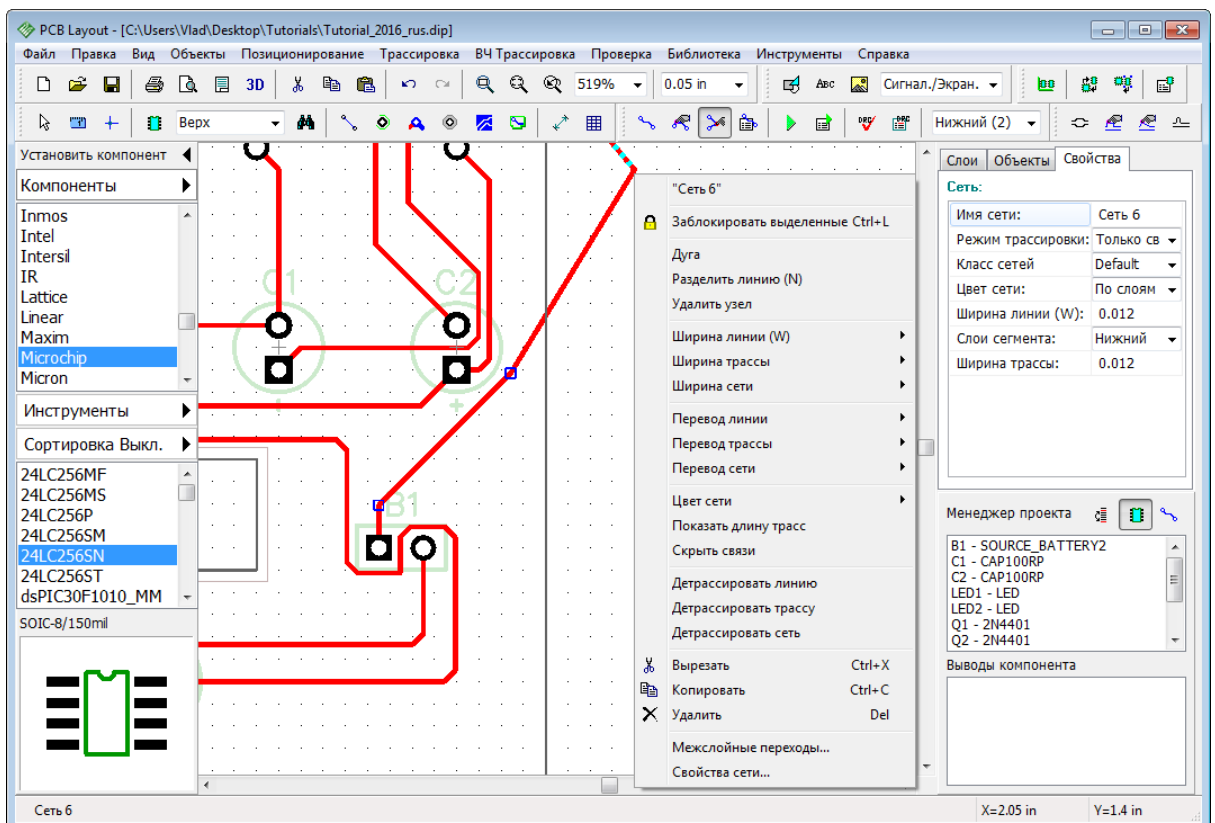 PCB Layout - [C:\Users\Vlad\Desktop\Tutorials\Tutorial_2016_rus.dip]
Файл Правка Вид Объекты Позиционирование Трассировка ВЧ Трассировка Проверка Библиотека Инструменты Справка
3D 519% 0.05 in ABC Сигнал./Экран.
Верх DRC DRC Нижний (2)
Установить компонент
Компоненты
Inmos
Intel
Intersil
IR
Lattice
Linear
Maxim
Microchip
Micron
Инструменты
Сортировка Выкл.
24LC256MF
24LC256MS
24LC256P
24LC256SM
24LC256SN
24LC256ST
dsPIC30F1010_MM
SOIC-8/150mil
C1
C2
+
+
B1
"Сеть 6"
Заблокировать выделенные Ctrl+L
Дуга
Разделить линию (N)
Удалить узел
Ширина линии (W)
Ширина трассы
Ширина сети
Перевод линии
Перевод трассы
Перевод сети
Цвет сети
Показать длину трасс
Скрыть связи
Детрассировать линию
Детрассировать трассу
Детрассировать сеть
Вырезать Ctrl+X
Копировать Ctrl+C
Удалить Del
Межслойные переходы...
Свойства сети...
Слои Объекты Свойства
Сеть:
Имя сети: Сеть 6
Режим трассировки: Только св
Класс сетей Default
Цвет сети: По слоям
Ширина линии (W): 0.012
Слои сегмента: Нижний
Ширина трассы: 0.012
Менеджер проекта
B1 - SOURCE_BATTERY2
C1 - CAP100RP
C2 - CAP100RP
LED1 - LED
LED2 - LED
Q1 - 2N4401
Q2 - 2N4401
Выводы компонента
Сеть 6 X=2.05 in Y=1.4 in